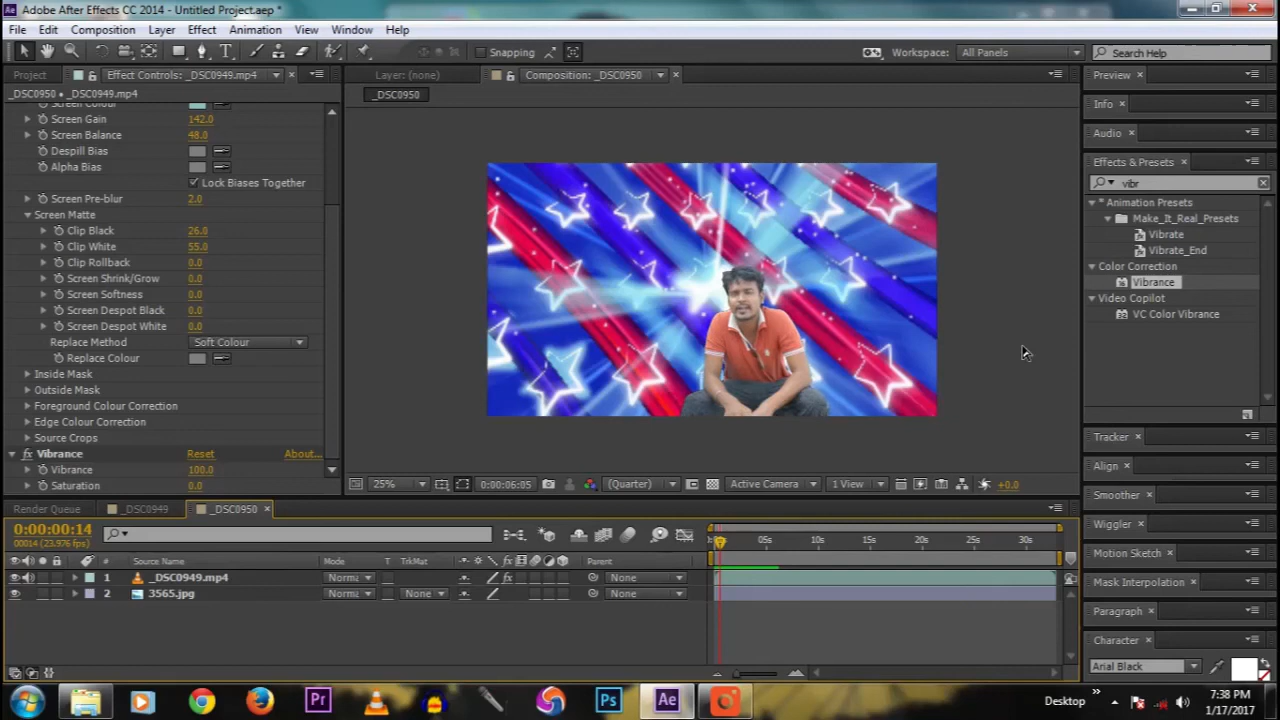 Adobe After Effects CC 2014 - Untitled Project.aep *
File Edit Composition Layer Effect Animation View Window Help
Snapping Workspace: All Panels Search Help
Project Effect Controls: _DSC0949.mp4 Layer: (none) Composition: _DSC0950 Preview
_DSC0950 • _DSC0949.mp4 _DSC0950
Screen Colour
Screen Gain 142.0
Screen Balance 48.0
Despill Bias
Alpha Bias
Lock Biases Together
Screen Pre-blur 2.0
Screen Matte
Clip Black 26.0
Clip White 55.0
Clip Rollback 0.0
Screen Shrink/Grow 0.0
Screen Softness 0.0
Screen Despot Black 0.0
Screen Despot White 0.0
Replace Method Soft Colour
Replace Colour
Inside Mask
Outside Mask
Foreground Colour Correction
Edge Colour Correction
Source Crops
fx Vibrance Reset About...
Vibrance 100.0
Saturation 0.0
25% 0:00:06:05 (Quarter) Active Camera 1 View +0.0
Info
Audio
Effects & Presets
vibr
* Animation Presets
Make_It_Real_Presets
Vibrate
Vibrate_End
Color Correction
Vibrance
Video Copilot
VC Color Vibrance
Tracker
Align
Smoother
Wiggler
Motion Sketch
Mask Interpolation
Paragraph
Character
Arial Black
Render Queue _DSC0949 _DSC0950
0:00:00:14
00014 (23.976 fps)
05s 10s 15s 20s 25s 30s
# Source Name Mode T TrkMat Parent
1 _DSC0949.mp4 Norma None
2 3565.jpg Norma None None
Pr Ps Ae Desktop
7:38 PM
1/17/2017